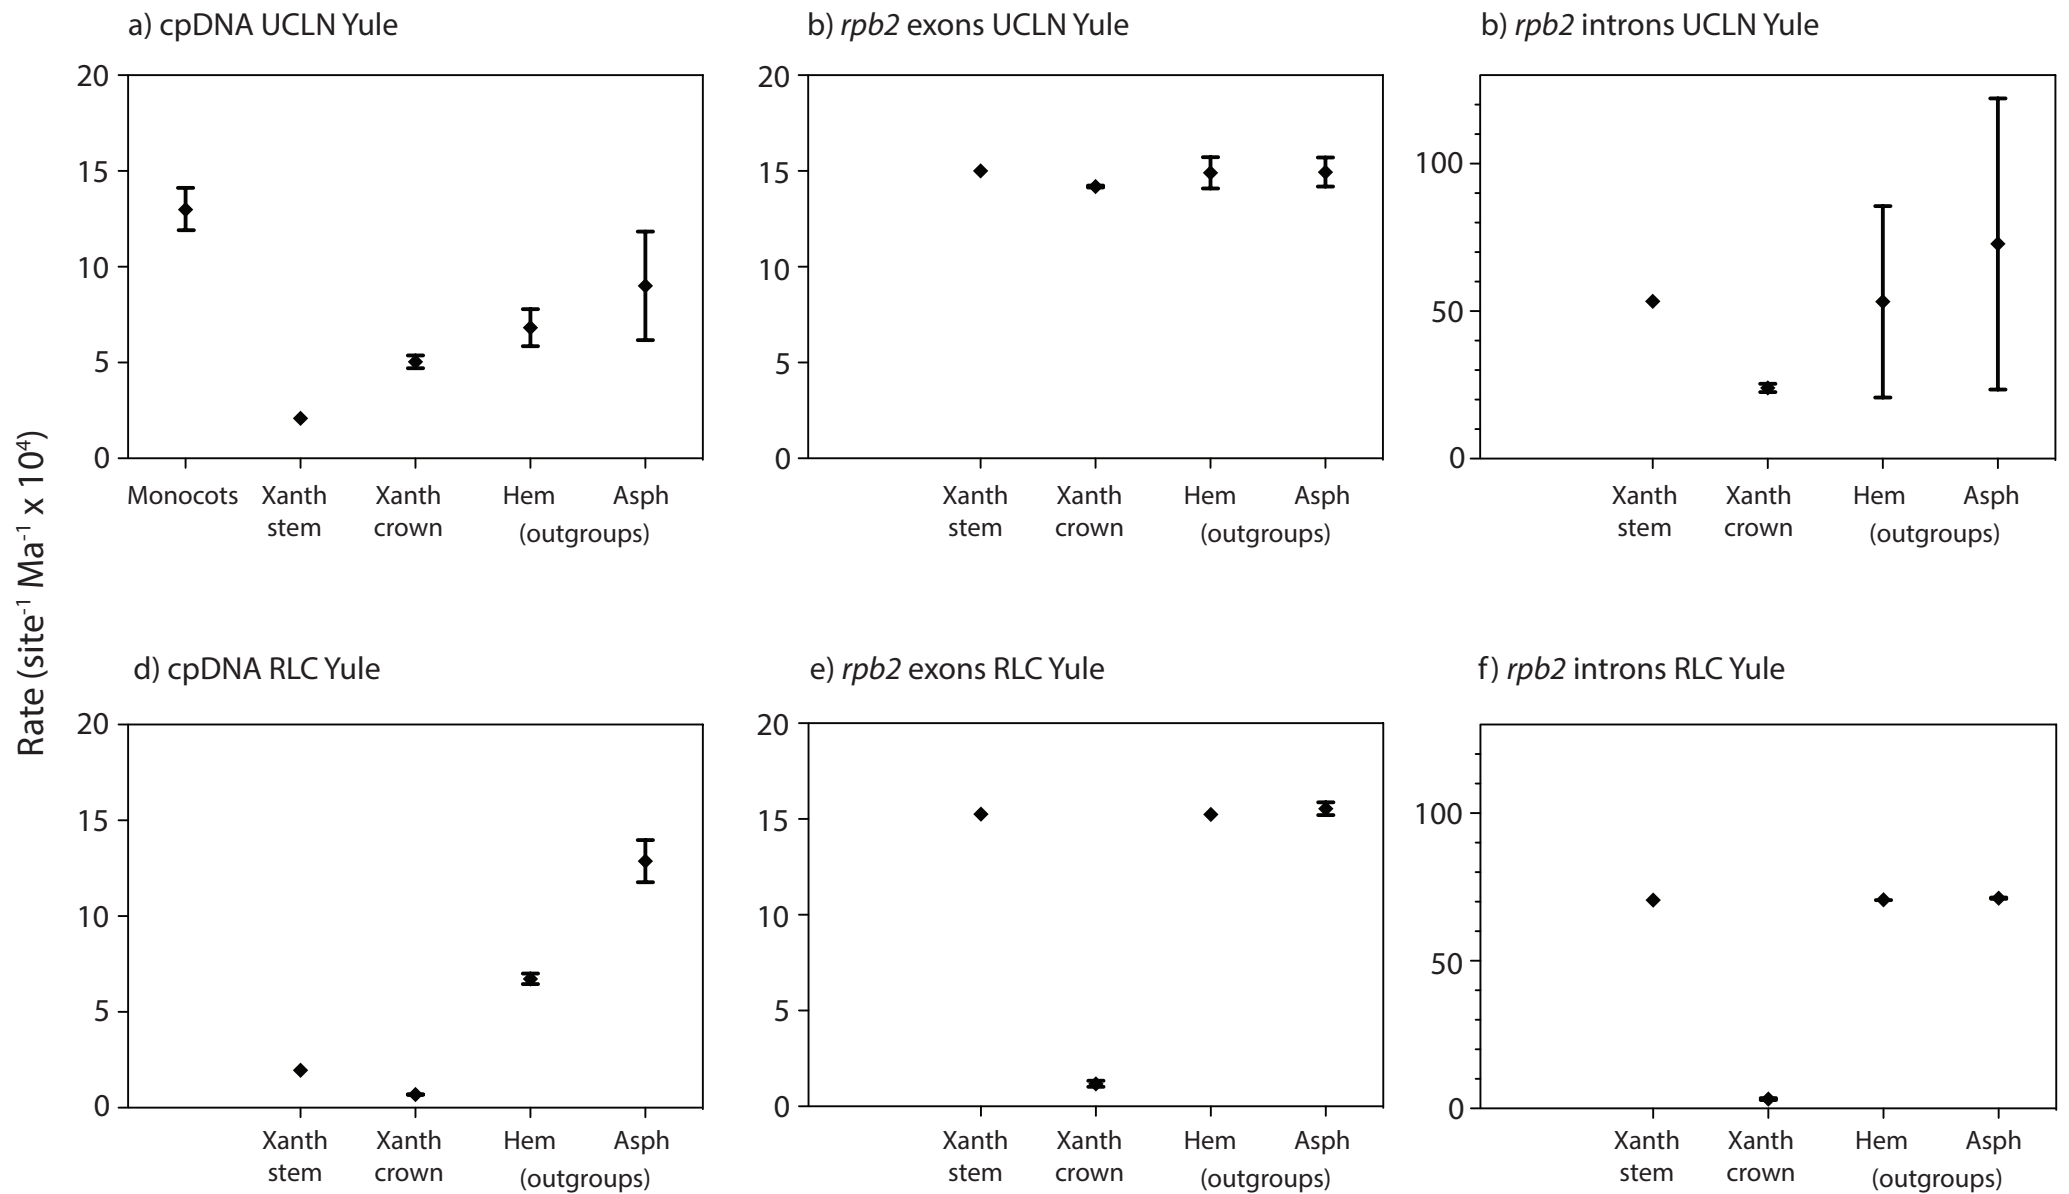 a) cpDNA UCLN Yule
b) rpb2 exons UCLN Yule
b) rpb2 introns UCLN Yule
Rate (site⁻¹ Ma⁻¹ x 10⁴)
20
15
10
5
0
Monocots Xanth Xanth Hem Asph
stem crown (outgroups)
20
15
10
5
0
Xanth Xanth Hem Asph
stem crown (outgroups)
100
50
0
Xanth Xanth Hem Asph
stem crown (outgroups)
d) cpDNA RLC Yule
e) rpb2 exons RLC Yule
f) rpb2 introns RLC Yule
20
15
10
5
0
Xanth Xanth Hem Asph
stem crown (outgroups)
20
15
10
5
0
Xanth Xanth Hem Asph
stem crown (outgroups)
100
50
0
Xanth Xanth Hem Asph
stem crown (outgroups)